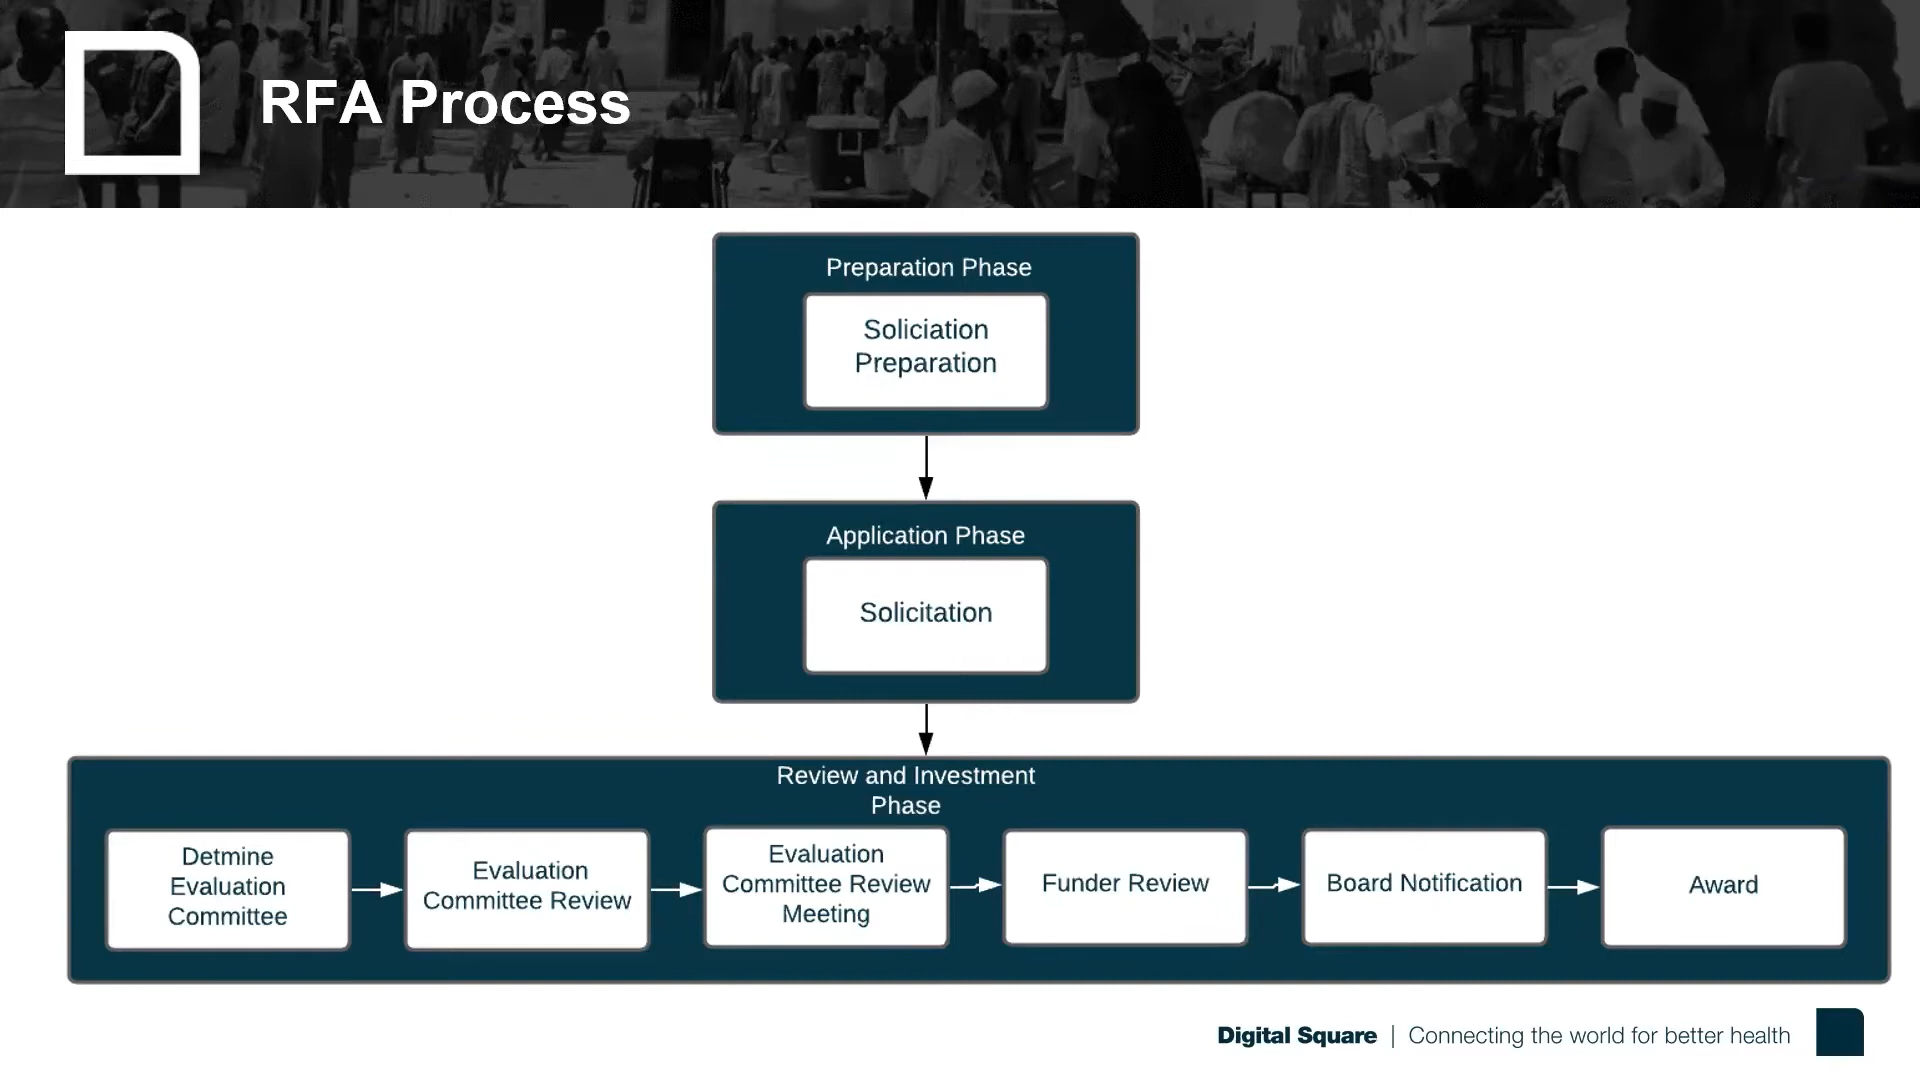 RFA Process
Preparation Phase
Soliciation
Preparation
Application Phase
Solicitation
Review and Investment
Phase
Detmine
Evaluation
Committee
Evaluation
Committee Review
Evaluation
Committee Review
Meeting
Funder Review
Board Notification
Award
Digital Square | Connecting the world for better health